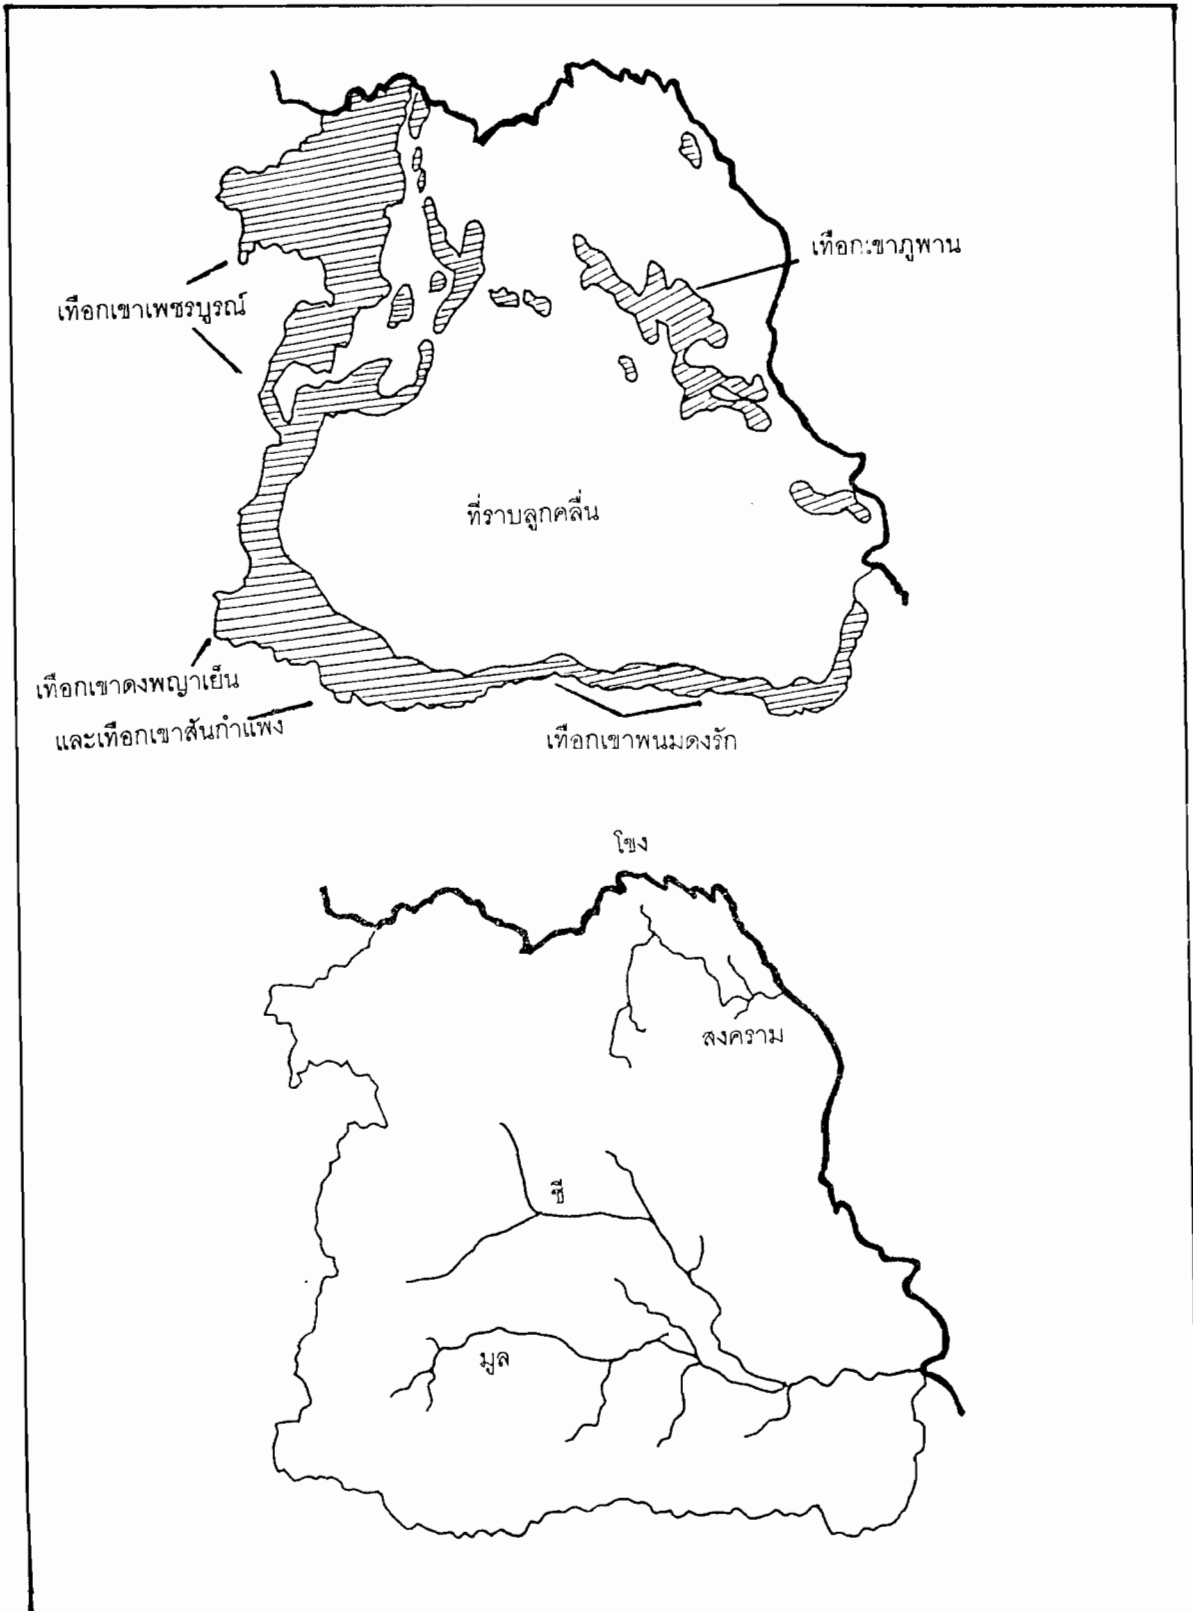 เทือกเขาภูพาน
เทือกเขาเพชรบูรณ์
ที่ราบลูกคลื่น
เทือกเขาดงพญาเย็น
และเทือกเขาสันกำแพง
เทือกเขาพนมดงรัก
โขง
สงคราม
ชี
มูล